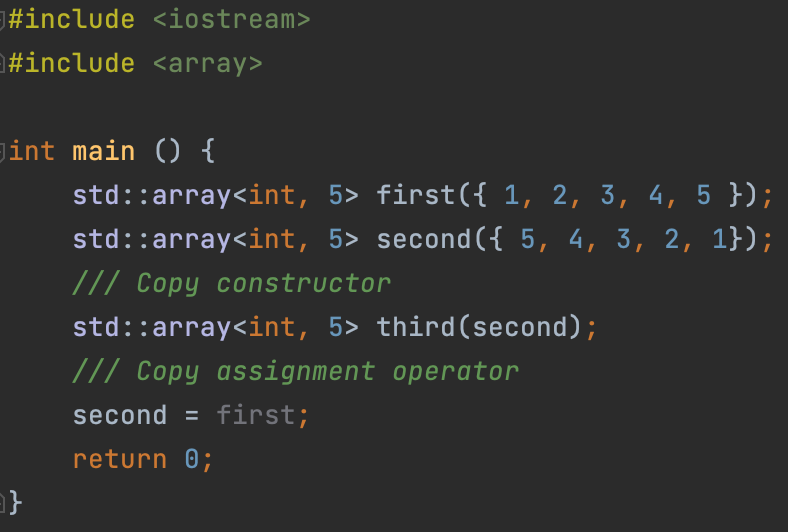 #include <iostream>
#include <array>
int main () {
std::array<int, 5> first({ 1, 2, 3, 4, 5 });
std::array<int, 5> second({ 5, 4, 3, 2, 1});
/// Copy constructor
std::array<int, 5> third(second);
/// Copy assignment operator
second = first;
return 0;
}